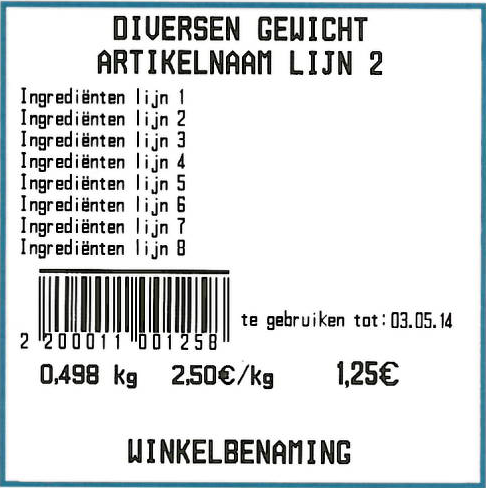 DIVERSEN GEWICHT
ARTIKELNAAM LIJN 2
Ingrediënten lijn 1
Ingrediënten lijn 2
Ingrediënten lijn 3
Ingrediënten lijn 4
Ingrediënten lijn 5
Ingrediënten lijn 6
Ingrediënten lijn 7
Ingrediënten lijn 8
te gebruiken tot: 03.05.14
2 200011 001258
0,498 kg 2,50€/kg 1,25€
WINKELBENAMING